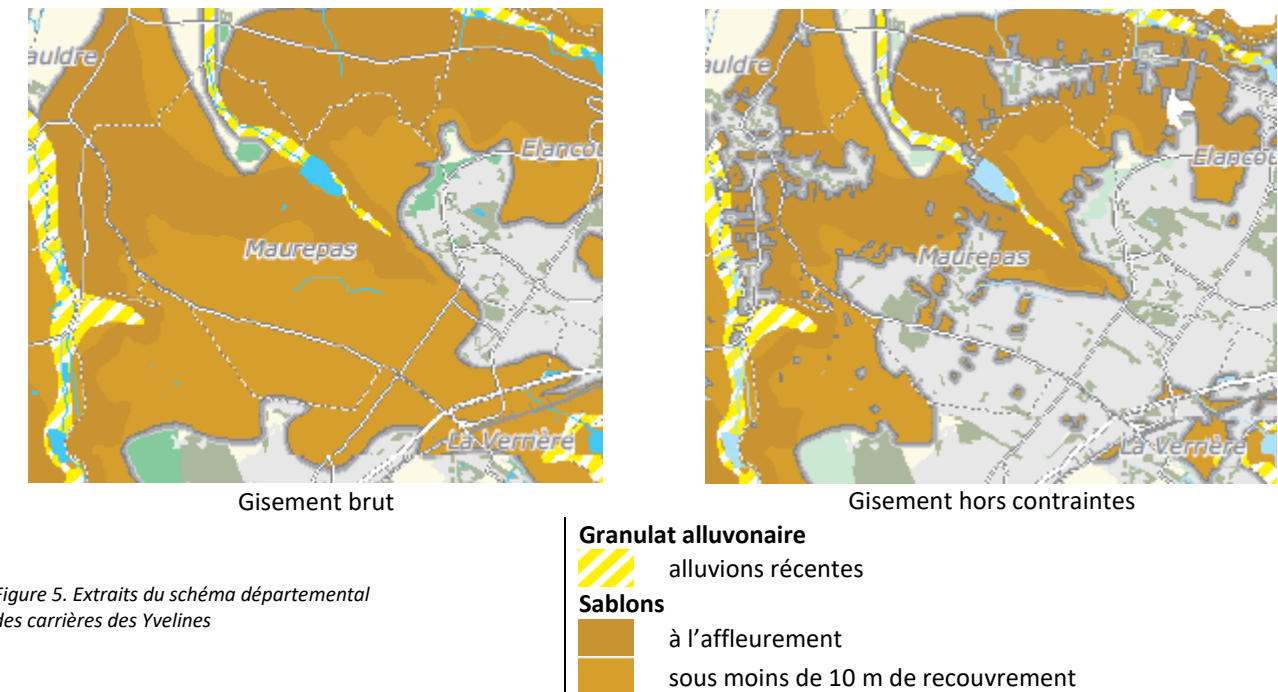 auldre
Elancou
Maurepas
La Verrière
auldre
Elancou
Maurepas
La Verrière
Gisement brut
Gisement hors contraintes
Granulat alluvonaire
alluvions récentes
Sablons
à l’affleurement
sous moins de 10 m de recouvrement
Figure 5. Extraits du schéma départemental
des carrières des Yvelines